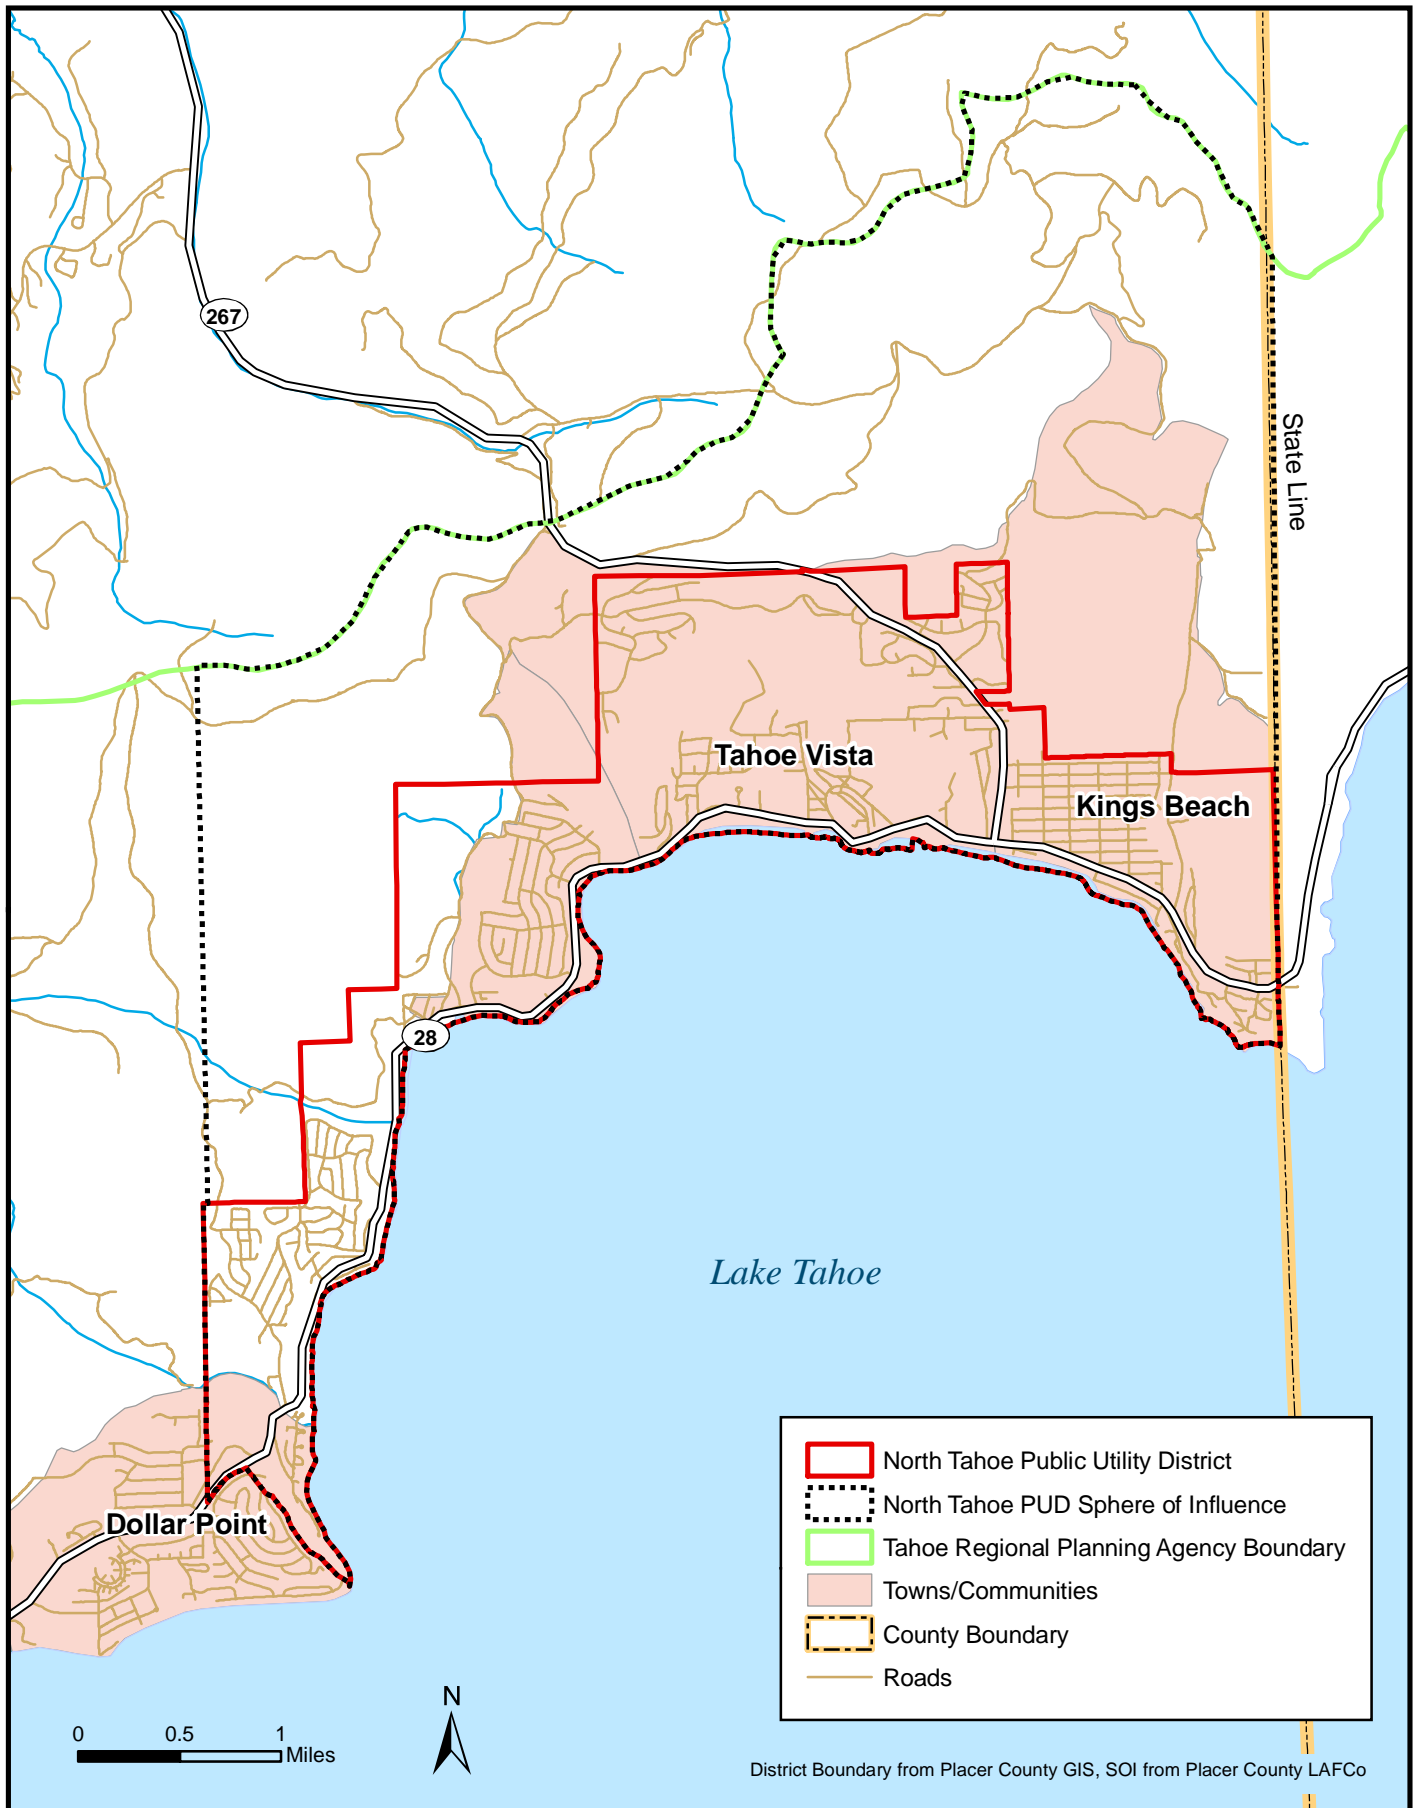 267
State Line
Tahoe Vista
Kings Beach
28
Lake Tahoe
Dollar Point
North Tahoe Public Utility District
North Tahoe PUD Sphere of Influence
Tahoe Regional Planning Agency Boundary
Towns/Communities
County Boundary
Roads
N
0 0.5 1
Miles
District Boundary from Placer County GIS, SOI from Placer County LAFCo